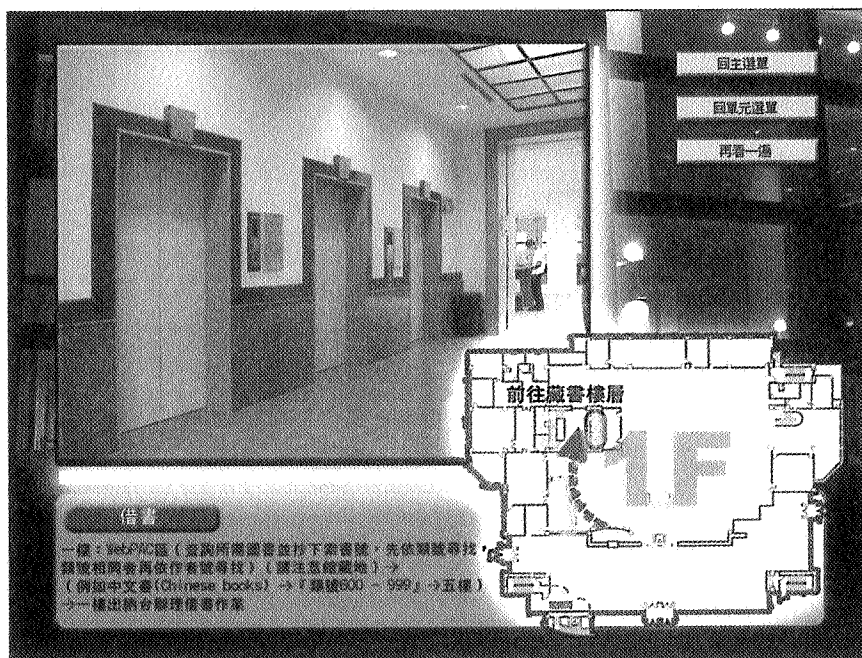 回主選單
回單元選單
再看一遍
前往藏書樓層
1F
借書
一樓：WebPAC區（查詢所需圖書並抄下索書號，先依類號尋找，
類號相同者再依作者號尋找）（請注意館藏地）→
（例如中文書(Chinese books) →『類號600 - 999』→五樓）
→一樓出納台辦理借書作業